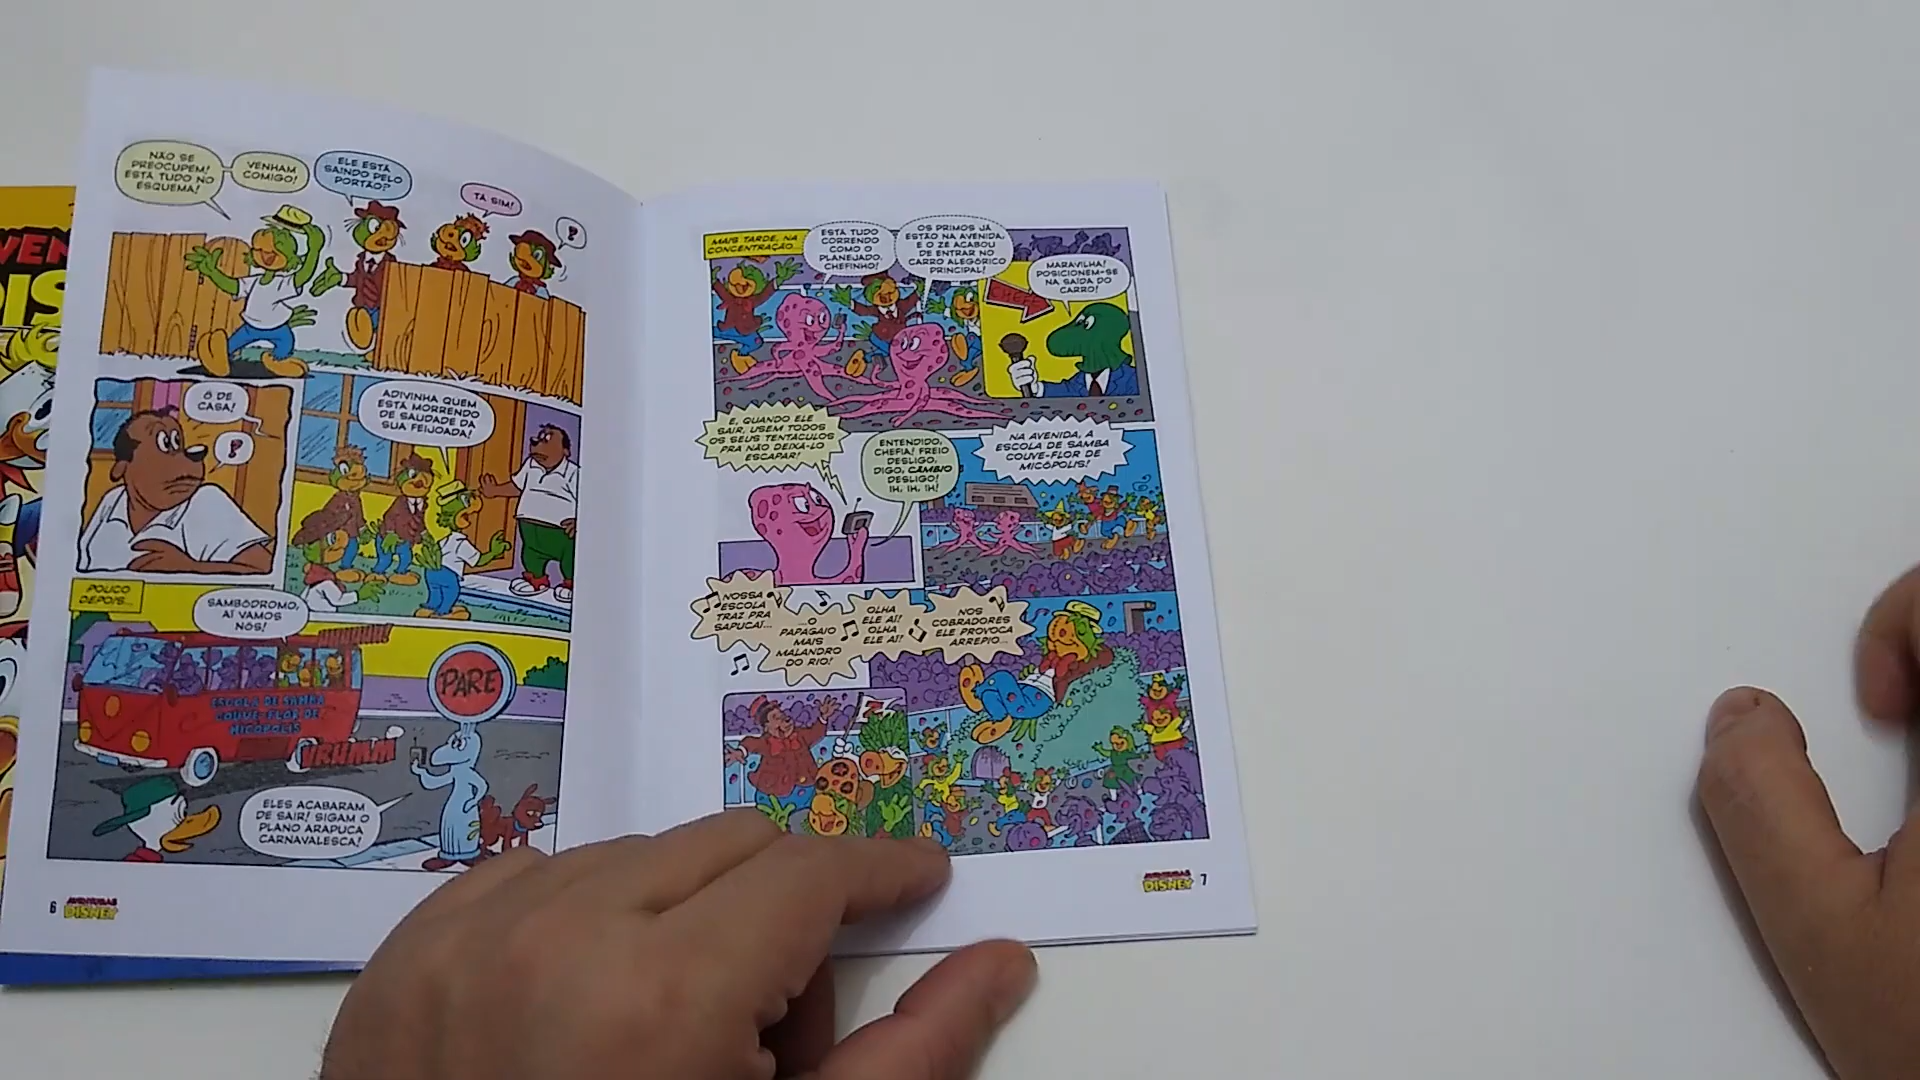 NÃO SE
PREOCUPEM!
ESTÁ TUDO NO
ESQUEMA!
VENHAM
COMIGO!
ELE ESTÁ
SAINDO PELO
PORTÃO?
TÁ SIM!
?
Ô DE
CASA!
?
ADIVINHA QUEM
ESTÁ MORRENDO
DE SAUDADE DA
SUA FEIJOADA!
POUCO
DEPOIS...
SAMBÓDROMO,
AÍ VAMOS
NÓS!
ESCOLA DE SAMBA
COUVE-FLOR DE
MICÓPOLIS
VRUMM
PARE
ELES ACABARAM
DE SAIR! SIGAM O
PLANO ARAPUCA
CARNAVALESCA!
6 AVENTURAS
DISNEY
MAIS TARDE, NA
CONCENTRAÇÃO...
ESTÁ TUDO
CORRENDO
COMO O
PLANEJADO,
CHEFINHO!
OS PRIMOS JÁ
ESTÃO NA AVENIDA,
E O ZÉ ACABOU
DE ENTRAR NO
CARRO ALEGÓRICO
PRINCIPAL!
MARAVILHA!
POSICIONEM-SE
NA SAÍDA DO
CARRO!
E, QUANDO ELE
SAIR, USEM TODOS
OS SEUS TENTÁCULOS
PRA NÃO DEIXÁ-LO
ESCAPAR!
ENTENDIDO,
CHEFIA! FREIO
DESLIGO,
DIGO, CÂMBIO
DESLIGO!
IH, IH, IH!
NA AVENIDA, A
ESCOLA DE SAMBA
COUVE-FLOR DE
MICÓPOLIS!
NOSSA
ESCOLA
TRAZ PRA
SAPUCAÍ...
...O
PAPAGAIO
MAIS
MALANDRO
DO RIO!
OLHA
ELE AÍ!
OLHA
ELE AÍ!
NOS
COBRADORES
ELE PROVOCA
ARREPIO...
AVENTURAS
DISNEY 7